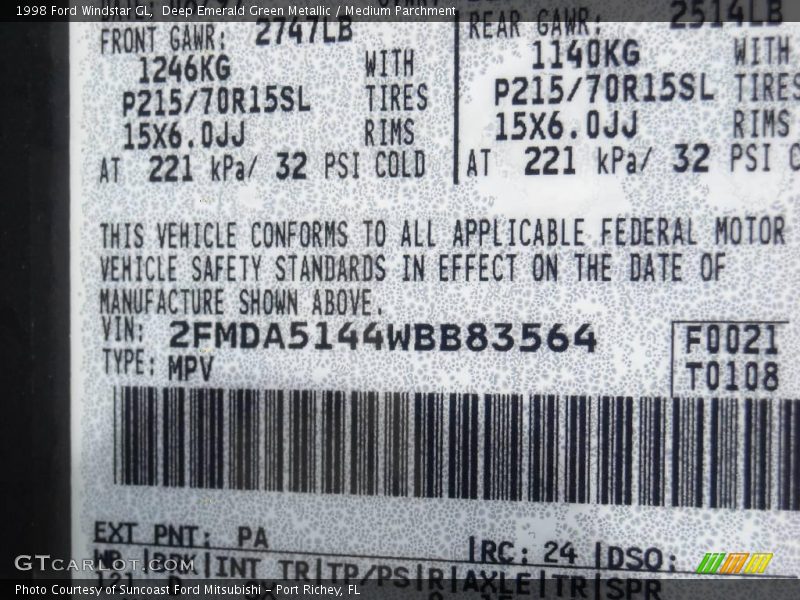 1998 Ford Windstar GL, Deep Emerald Green Metallic / Medium Parchment
FRONT GAWR: 2747LB
REAR GAWR: 2514LB
1246KG WITH
1140KG WITH
P215/70R15SL TIRES
P215/70R15SL TIRES
15X6.0JJ RIMS
15X6.0JJ RIMS
AT 221 kPa/ 32 PSI COLD
AT 221 kPa/ 32 PSI C
THIS VEHICLE CONFORMS TO ALL APPLICABLE FEDERAL MOTOR
VEHICLE SAFETY STANDARDS IN EFFECT ON THE DATE OF
MANUFACTURE SHOWN ABOVE.
VIN: 2FMDA5144WBB83564
F0021
TYPE: MPV
T0108
EXT PNT: PA
RC: 24 DSO:
WB BRK INT TR TP/PS R AXLE TR SPR
121
GTCARLOT.COM
Photo Courtesy of Suncoast Ford Mitsubishi - Port Richey, FL